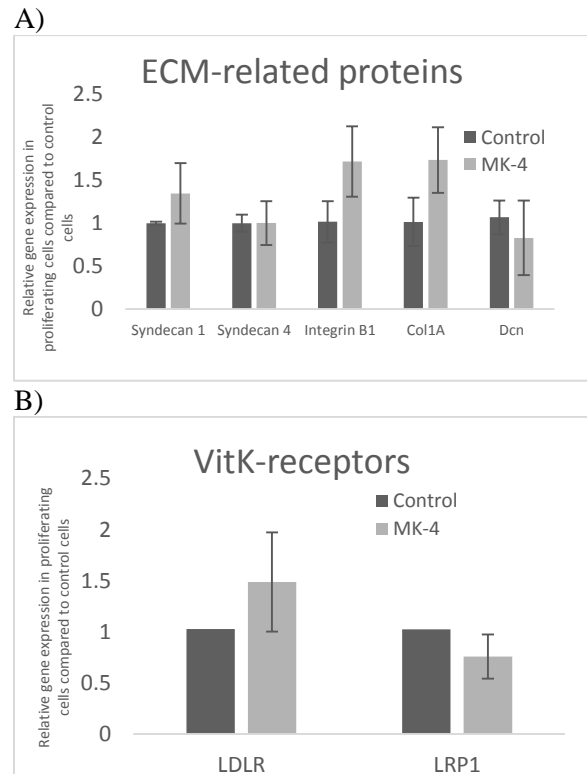 A)
ECM-related proteins
Relative gene expression in
proliferating cells compared to control
cells
2.5
2
1.5
1
0.5
0
Control
MK-4
Syndecan 1 Syndecan 4 Integrin B1 Col1A Dcn
B)
VitK-receptors
Relative gene expression in proliferating
cells compared to control cells
2.5
2
1.5
1
0.5
0
Control
MK-4
LDLR LRP1